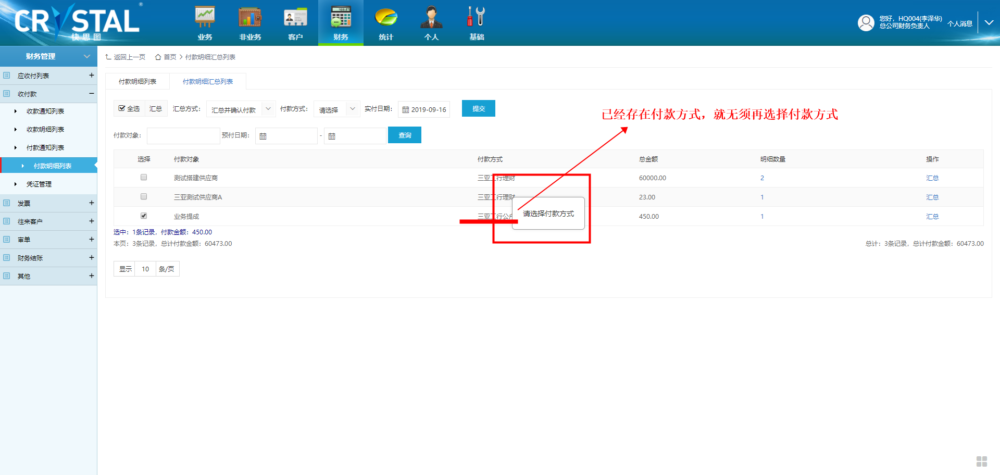 CRYSTAL ®
快思图
业务
非业务
客户
财务
统计
个人
基础
您好，HQ004(李泽华)
总公司财务负责人
个人消息
财务管理
应收付列表 +
收付款 −
收款通知列表
收款明细列表
付款通知列表
付款明细列表
凭证管理
发票 +
往来客户 +
审单 +
财务结账 +
其他 +
返回上一页 首页 > 付款明细汇总列表
付款明细列表 付款明细汇总列表
全选 汇总 汇总方式： 汇总并确认付款 付款方式： 请选择 实付日期： 2019-09-16 提交
已经存在付款方式，就无须再选择付款方式
付款对象： 预付日期： - 查询
选择 付款对象 付款方式 总金额 明细数量 操作
测试搭建供应商 三亚工行理财 60000.00 2 汇总
三亚测试供应商A 三亚工行理财 23.00 1 汇总
业务提成 三亚工行公户 450.00 1 汇总
请选择付款方式
选中：1条记录，付款金额：450.00
本页：3条记录，总计付款金额：60473.00
总计：3条记录，总计付款金额：60473.00
显示 10 条/页